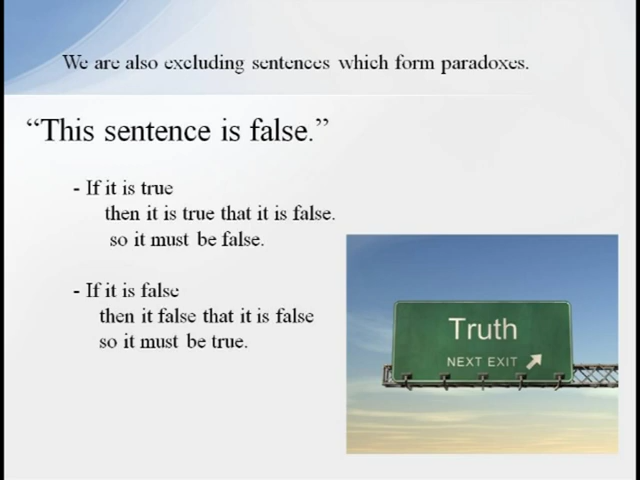 We are also excluding sentences which form paradoxes.
“This sentence is false.”
- If it is true
then it is true that it is false.
so it must be false.
- If it is false
then it false that it is false
so it must be true.
Truth
NEXT EXIT